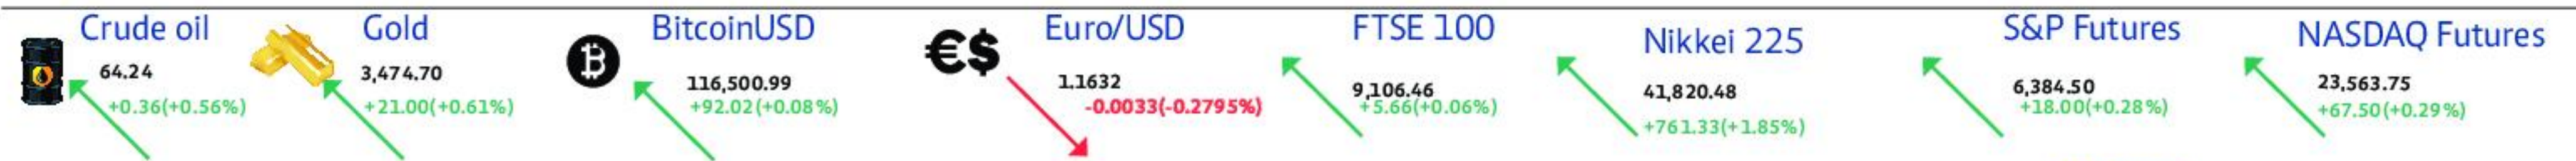 Crude oil
64.24
+0.36(+0.56%)
Gold
3,474.70
+21.00(+0.61%)
BitcoinUSD
116,500.99
+92.02(+0.08%)
€$
Euro/USD
1.1632
-0.0033(-0.2795%)
FTSE 100
9,106.46
+5.66(+0.06%)
Nikkei 225
41,820.48
+761.33(+1.85%)
S&P Futures
6,384.50
+18.00(+0.28%)
NASDAQ Futures
23,563.75
+67.50(+0.29%)